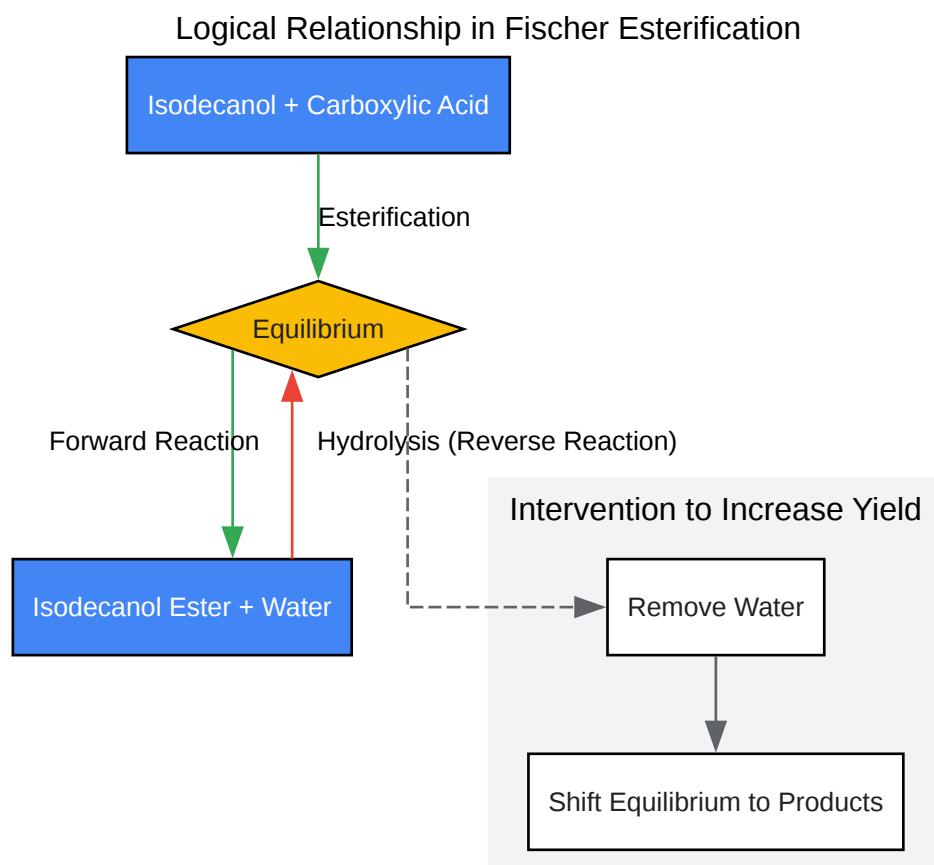 Logical Relationship in Fischer Esterification
Isodecanol + Carboxylic Acid
Esterification
Equilibrium
Forward Reaction
Hydrolysis (Reverse Reaction)
Intervention to Increase Yield
Isodecanol Ester + Water
Remove Water
Shift Equilibrium to Products